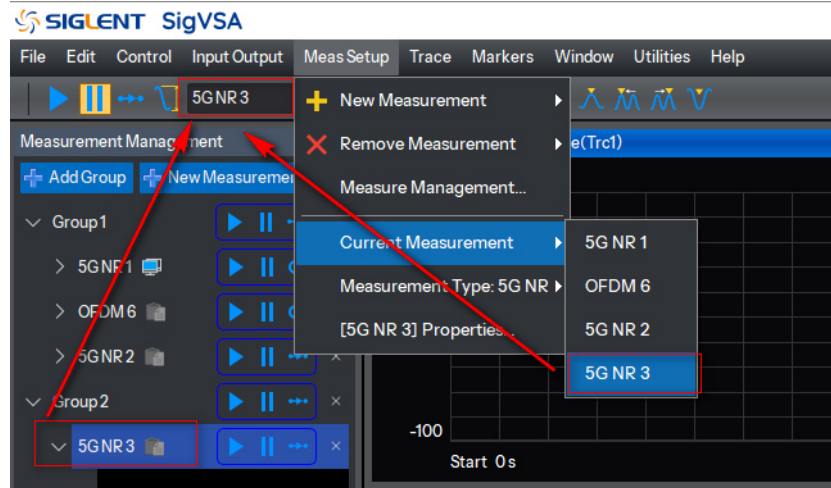 SIGLENT SigVSA
File Edit Control Input Output Meas Setup Trace Markers Window Utilities Help
5G NR 3
New Measurement
Remove Measurement
Measure Management...
Current Measurement
Measurement Type: 5G NR
[5G NR 3] Properties...
5G NR 1
OFDM 6
5G NR 2
5G NR 3
Measurement Management
e(Trc1)
Add Group New Measuremen
Group1
5G NR 1
OFDM 6
5G NR 2
Group2
5G NR 3
-100
Start 0 s